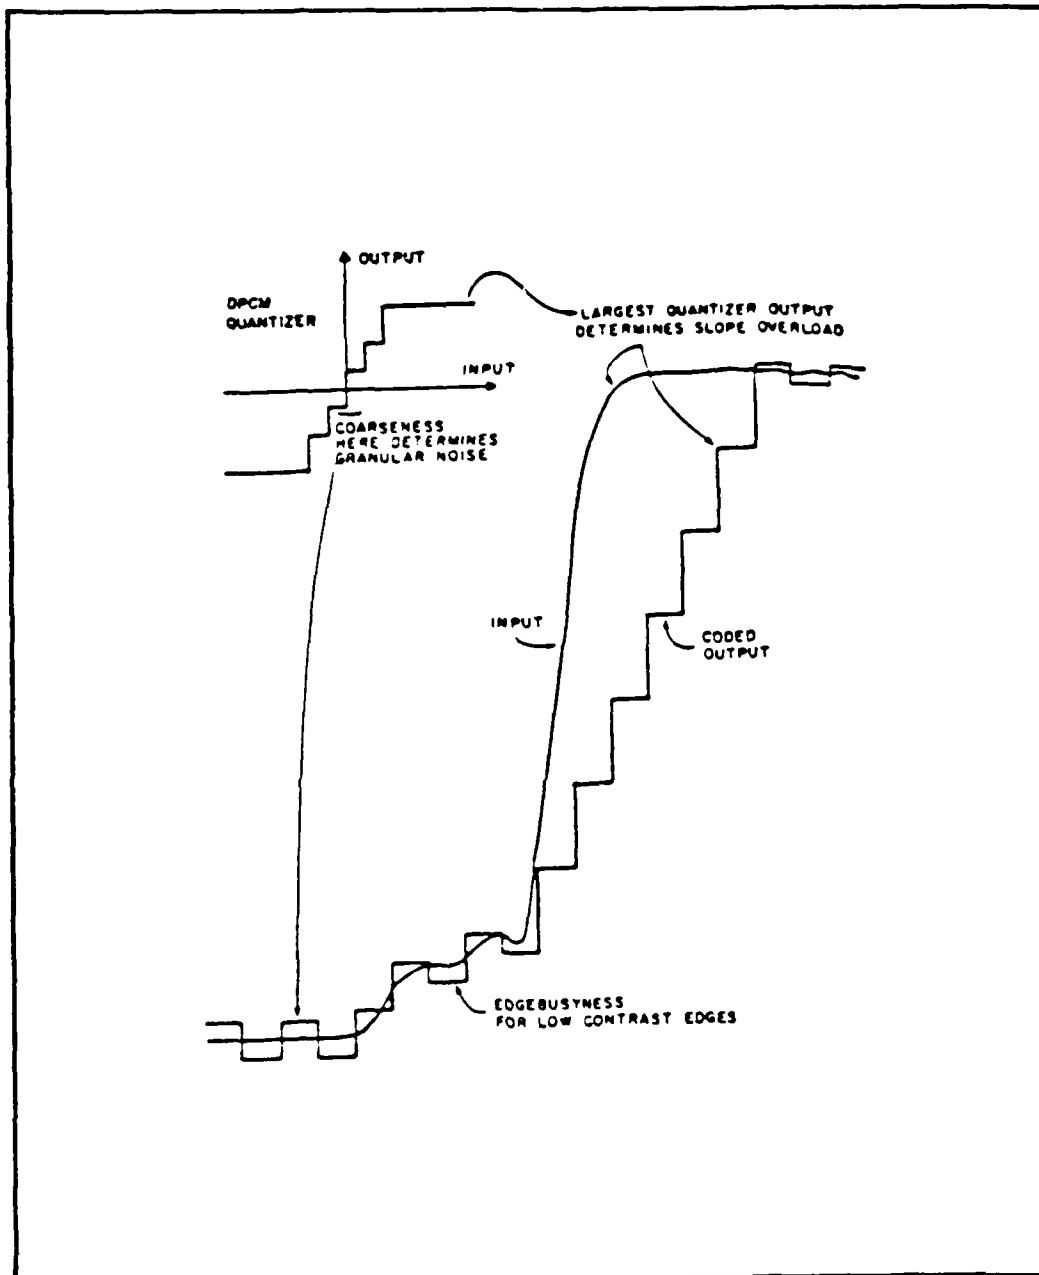 OUTPUT
DPCM
QUANTIZER
LARGEST QUANTIZER OUTPUT
DETERMINES SLOPE OVERLOAD
INPUT
COARSENESS
HERE DETERMINES
GRANULAR NOISE
INPUT
CODED
OUTPUT
EDGEBUSYNESS
FOR LOW CONTRAST EDGES